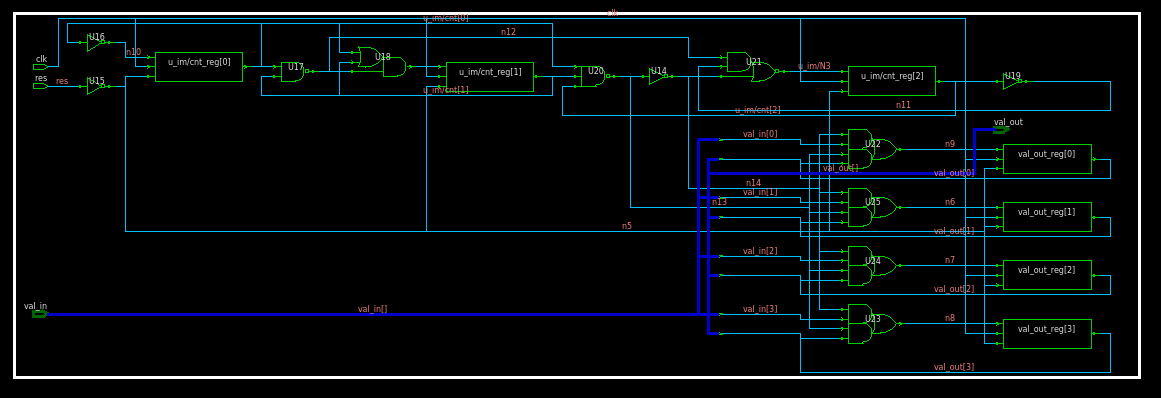 clk
u_im/cnt[0]
n12
U16
clk
n10
U17
U18
u_im/cnt_reg[0]
u_im/cnt_reg[1]
U20
U14
U21
u_im/N3
u_im/cnt_reg[2]
U19
res
res
U15
u_im/cnt[1]
n11
u_im/cnt[2]
val_out
val_in[0]
U22
n9
val_out_reg[0]
val_out[]
val_out[0]
n14
val_in[1]
n13
U25
n6
val_out_reg[1]
n5
val_out[1]
val_in[2]
U24
n7
val_out_reg[2]
val_out[2]
val_in
val_in[]
val_in[3]
U23
n8
val_out_reg[3]
val_out[3]